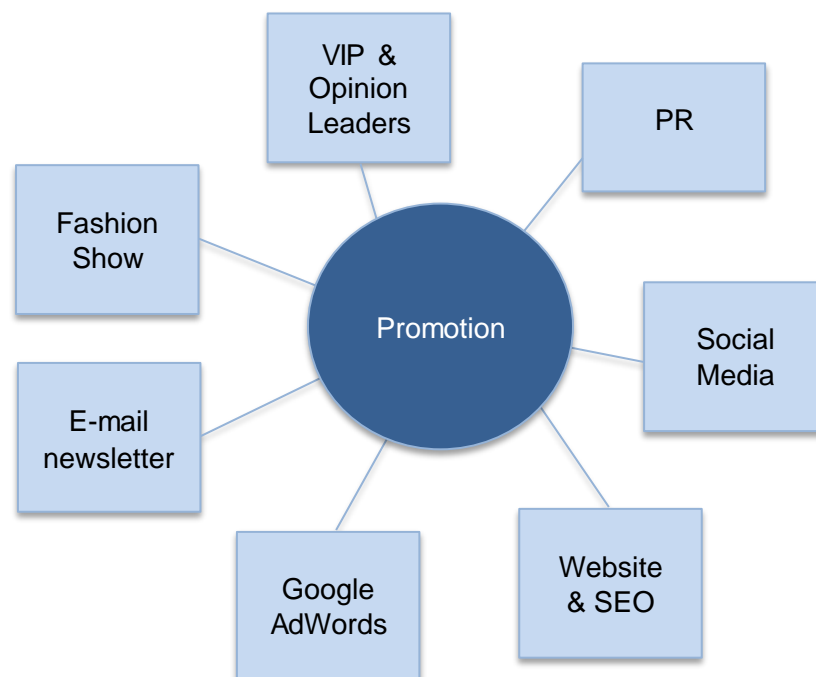 VIP &
Opinion
Leaders
PR
Fashion
Show
Promotion
Social
Media
E-mail
newsletter
Google
AdWords
Website
& SEO